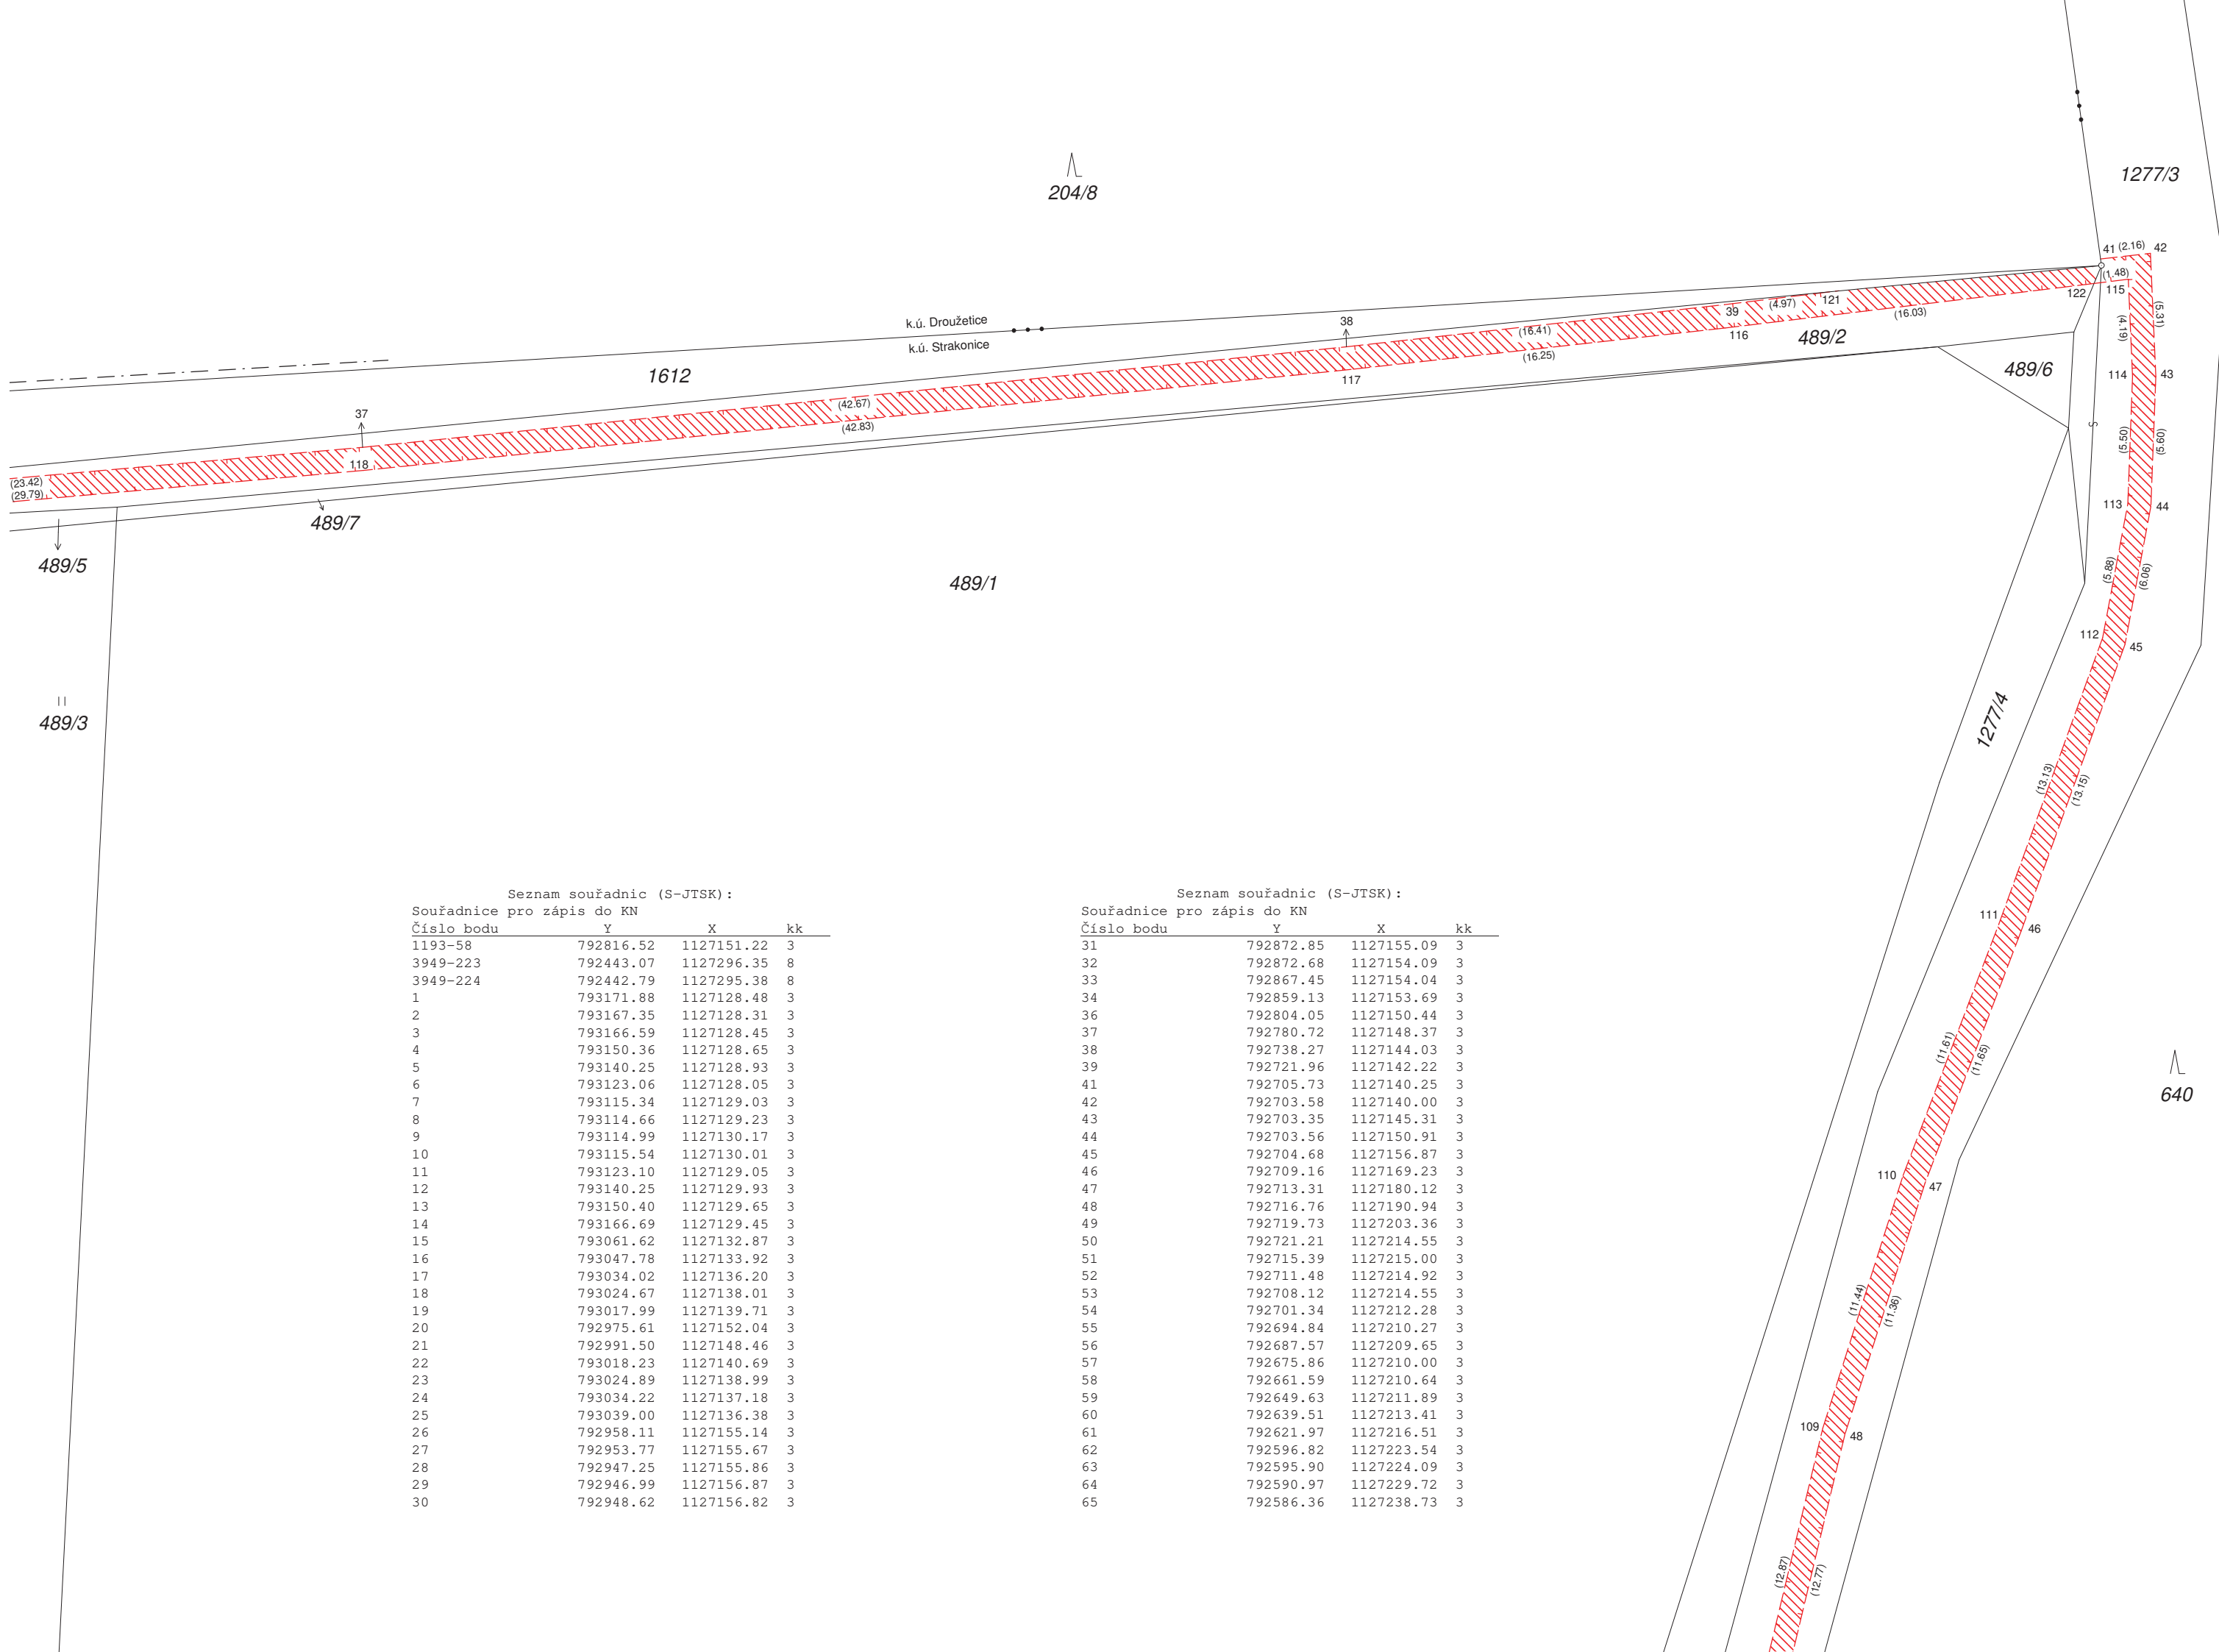 1277/3
204/8
41 (2.16) 42
(1.48)
115
122
(5.31)
(4.19)
k.ú. Droužetice
k.ú. Strakonice
38
(16.41)
39
(4.97)
121
(16.03)
116
489/2
(16.25)
117
489/6
114
43
1612
37
(42.67)
(42.83)
118
S
(5.50)
(5.60)
(23.42)
(29.79)
113
44
489/7
489/5
489/1
(5.88)
(6.06)
112
45
489/3
1277/4
(13.13)
(13.15)
111
46
(11.61)
(11.65)
640
110
47
(11.44)
(11.36)
109
48
(12.87)
(12.77)
Seznam souřadnic (S-JTSK):
Souřadnice pro zápis do KN
Číslo bodu Y X kk
1193-58 792816.52 1127151.22 3
3949-223 792443.07 1127296.35 8
3949-224 792442.79 1127295.38 8
1 793171.88 1127128.48 3
2 793167.35 1127128.31 3
3 793166.59 1127128.45 3
4 793150.36 1127128.65 3
5 793140.25 1127128.93 3
6 793123.06 1127128.05 3
7 793115.34 1127129.03 3
8 793114.66 1127129.23 3
9 793114.99 1127130.17 3
10 793115.54 1127130.01 3
11 793123.10 1127129.05 3
12 793140.25 1127129.93 3
13 793150.40 1127129.65 3
14 793166.69 1127129.45 3
15 793061.62 1127132.87 3
16 793047.78 1127133.92 3
17 793034.02 1127136.20 3
18 793024.67 1127138.01 3
19 793017.99 1127139.71 3
20 792975.61 1127152.04 3
21 792991.50 1127148.46 3
22 793018.23 1127140.69 3
23 793024.89 1127138.99 3
24 793034.22 1127137.18 3
25 793039.00 1127136.38 3
26 792958.11 1127155.14 3
27 792953.77 1127155.67 3
28 792947.25 1127155.86 3
29 792946.99 1127156.87 3
30 792948.62 1127156.82 3
Seznam souřadnic (S-JTSK):
Souřadnice pro zápis do KN
Číslo bodu Y X kk
31 792872.85 1127155.09 3
32 792872.68 1127154.09 3
33 792867.45 1127154.04 3
34 792859.13 1127153.69 3
36 792804.05 1127150.44 3
37 792780.72 1127148.37 3
38 792738.27 1127144.03 3
39 792721.96 1127142.22 3
41 792705.73 1127140.25 3
42 792703.58 1127140.00 3
43 792703.35 1127145.31 3
44 792703.56 1127150.91 3
45 792704.68 1127156.87 3
46 792709.16 1127169.23 3
47 792713.31 1127180.12 3
48 792716.76 1127190.94 3
49 792719.73 1127203.36 3
50 792721.21 1127214.55 3
51 792715.39 1127215.00 3
52 792711.48 1127214.92 3
53 792708.12 1127214.55 3
54 792701.34 1127212.28 3
55 792694.84 1127210.27 3
56 792687.57 1127209.65 3
57 792675.86 1127210.00 3
58 792661.59 1127210.64 3
59 792649.63 1127211.89 3
60 792639.51 1127213.41 3
61 792621.97 1127216.51 3
62 792596.82 1127223.54 3
63 792595.90 1127224.09 3
64 792590.97 1127229.72 3
65 792586.36 1127238.73 3